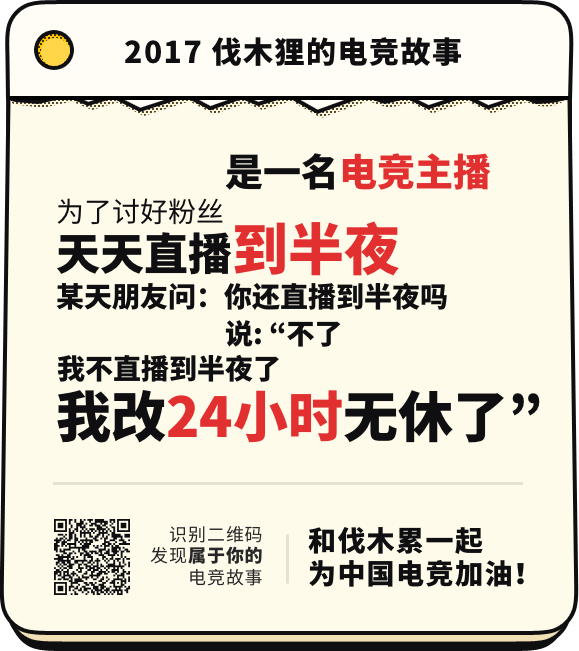 2017 伐木狸的电竞故事
是一名电竞主播
为了讨好粉丝
天天直播到半夜
某天朋友问：你还直播到半夜吗
说: “不了
我不直播到半夜了
我改24小时无休了”
识别二维码
发现属于你的
电竞故事
和伐木累一起
为中国电竞加油!